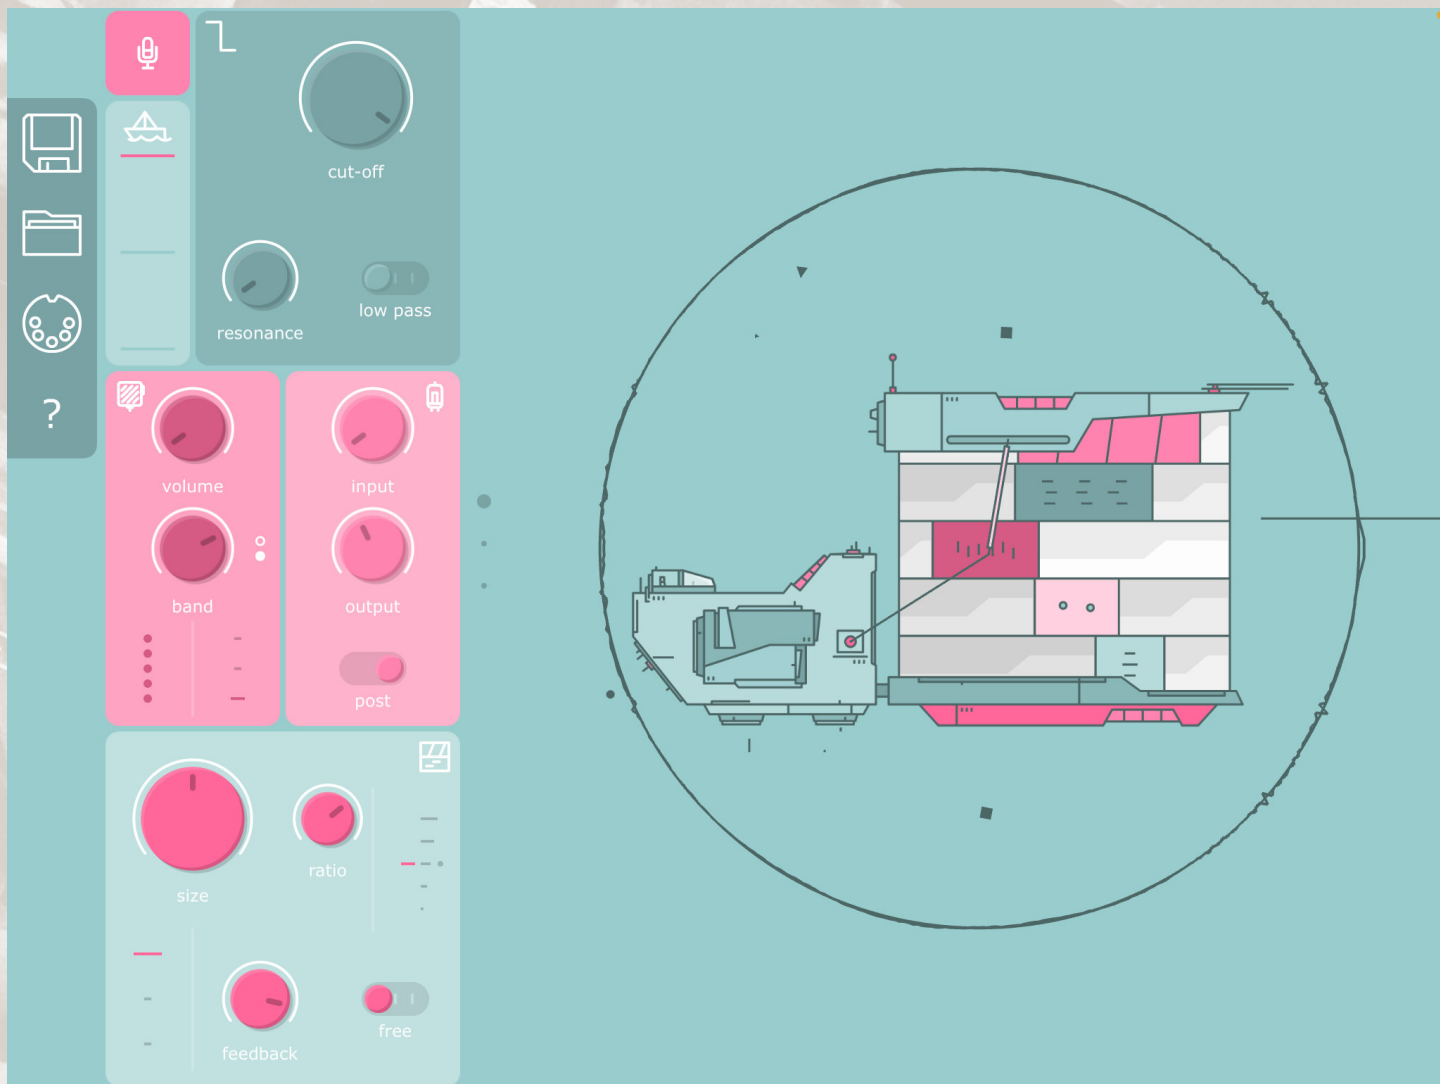 cut-off
resonance
low pass
?
volume
input
band
output
post
size
ratio
feedback
free